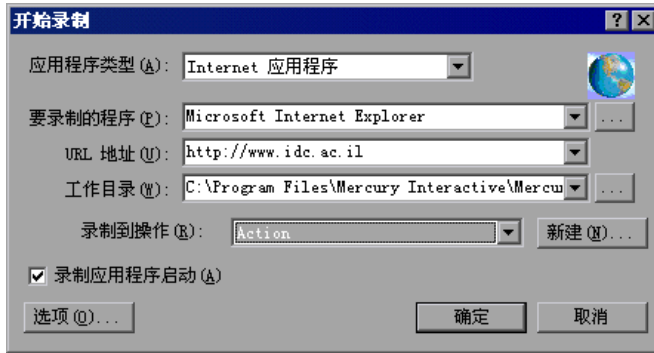 开始录制
应用程序类型(A): Internet 应用程序
要录制的程序(P): Microsoft Internet Explorer ...
URL 地址(U): http://www.idc.ac.il
工作目录(W): C:\Program Files\Mercury Interactive\Mercu ...
录制到操作(R): Action 新建(N)...
录制应用程序启动(A)
选项(O)... 确定 取消